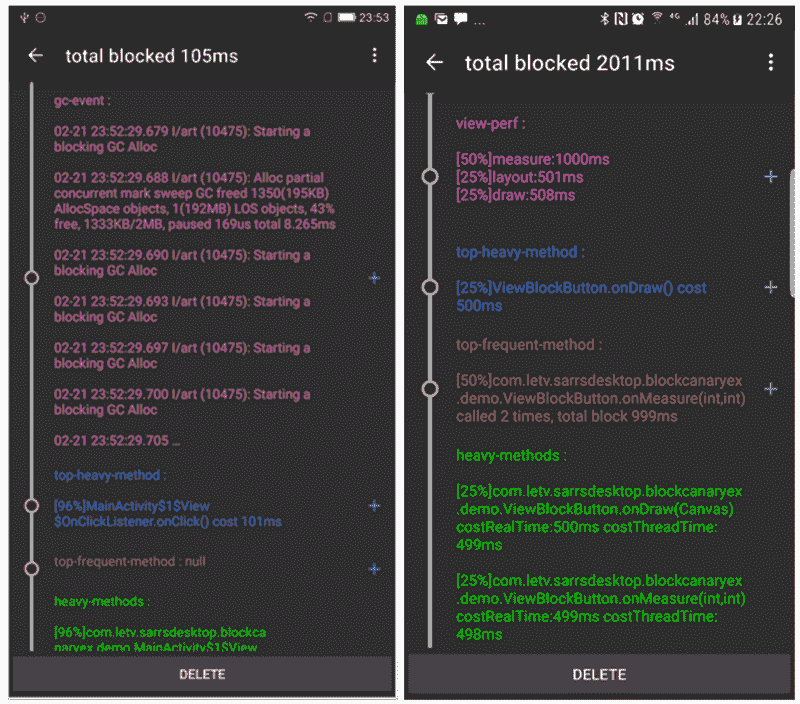 23:53
total blocked 105ms
gc-event :
02-21 23:52:29.679 I/art (10475): Starting a
blocking GC Alloc
02-21 23:52:29.688 I/art (10475): Alloc partial
concurrent mark sweep GC freed 1350(195KB)
AllocSpace objects, 1(192MB) LOS objects, 43%
free, 1333KB/2MB, paused 169us total 8.265ms
02-21 23:52:29.690 I/art (10475): Starting a
blocking GC Alloc
02-21 23:52:29.693 I/art (10475): Starting a
blocking GC Alloc
02-21 23:52:29.697 I/art (10475): Starting a
blocking GC Alloc
02-21 23:52:29.700 I/art (10475): Starting a
blocking GC Alloc
02-21 23:52:29.705 ...
top-heavy-method :
[96%]MainActivity$1$View
$OnClickListener.onClick() cost 101ms
top-frequent-method : null
heavy-methods :
[96%]com.letv.sarrsdesktop.blockca
naryex.demo.MainActivity$1$View
DELETE
... 4G 84% 22:26
total blocked 2011ms
view-perf :
[50%]measure:1000ms
[25%]layout:501ms
[25%]draw:508ms
top-heavy-method :
[25%]ViewBlockButton.onDraw() cost
500ms
top-frequent-method :
[50%]com.letv.sarrsdesktop.blockcanaryex
.demo.ViewBlockButton.onMeasure(int,int)
called 2 times, total block 999ms
heavy-methods :
[25%]com.letv.sarrsdesktop.blockcanaryex
.demo.ViewBlockButton.onDraw(Canvas)
costRealTime:500ms costThreadTime:
499ms
[25%]com.letv.sarrsdesktop.blockcanaryex
.demo.ViewBlockButton.onMeasure(int,int)
costRealTime:499ms costThreadTime:
498ms
DELETE